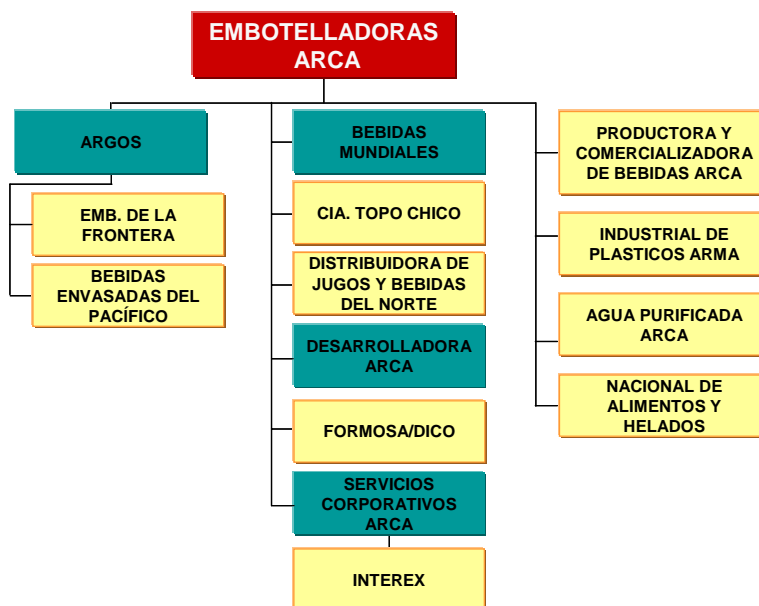 EMBOTELLADORAS
ARCA
ARGOS
EMB. DE LA
FRONTERA
BEBIDAS
ENVASADAS DEL
PACÍFICO
BEBIDAS
MUNDIALES
CIA. TOPO CHICO
DISTRIBUIDORA DE
JUGOS Y BEBIDAS
DEL NORTE
DESARROLLADORA
ARCA
FORMOSA/DICO
SERVICIOS
CORPORATIVOS
ARCA
INTEREX
PRODUCTORA Y
COMERCIALIZADORA
DE BEBIDAS ARCA
INDUSTRIAL DE
PLASTICOS ARMA
AGUA PURIFICADA
ARCA
NACIONAL DE
ALIMENTOS Y
HELADOS